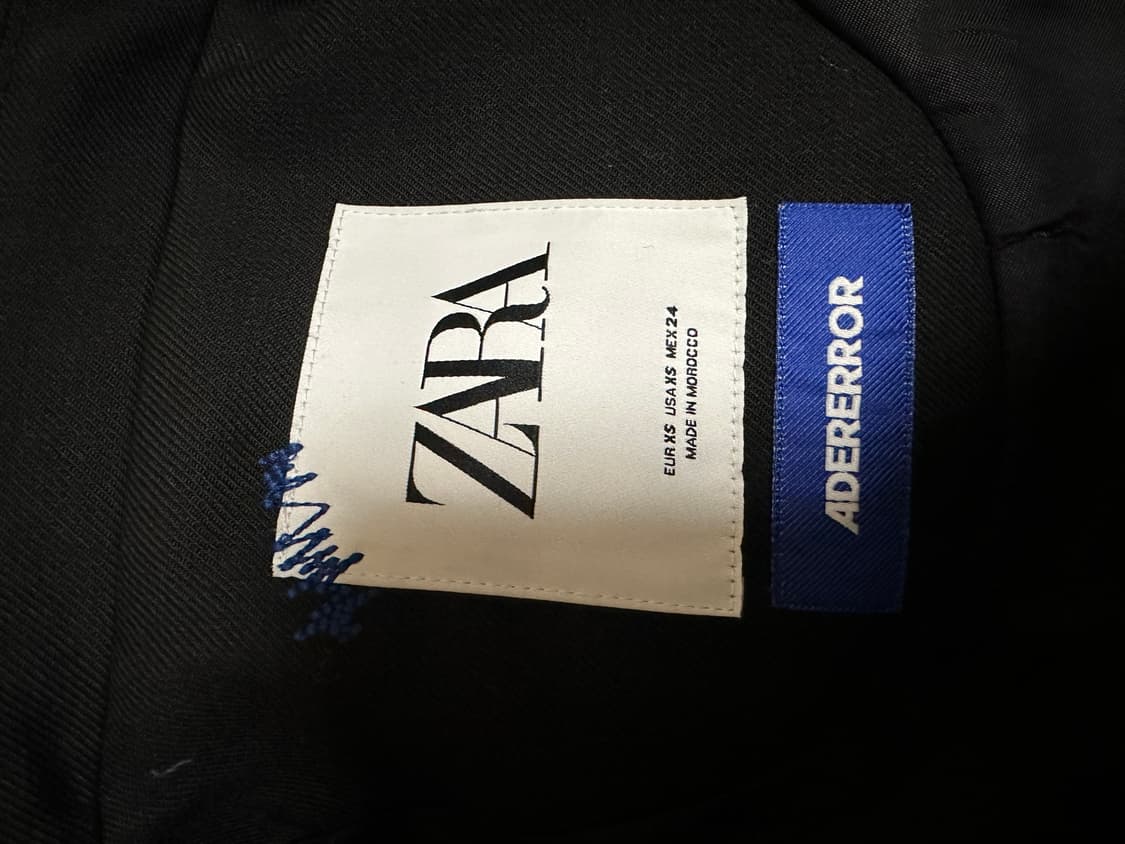 ZARA
EUR XS USA XS MEX 24
MADE IN MOROCCO
ADERERROR